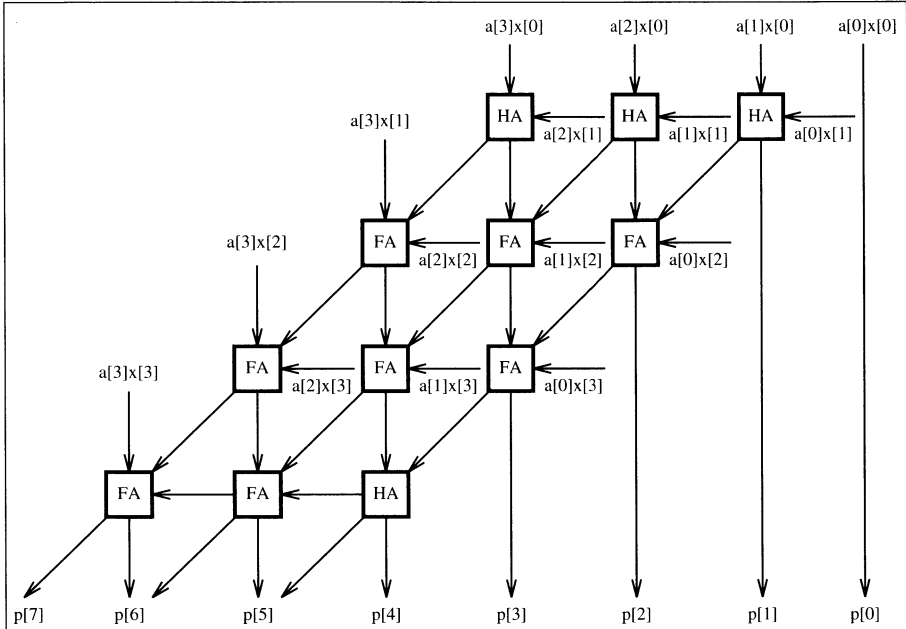 a[3]x[0] a[2]x[0] a[1]x[0] a[0]x[0]
HA HA HA
a[3]x[1] a[2]x[1] a[1]x[1] a[0]x[1]
FA FA FA
a[3]x[2] a[2]x[2] a[1]x[2] a[0]x[2]
FA FA FA
a[3]x[3] a[2]x[3] a[1]x[3] a[0]x[3]
FA FA HA
p[7] p[6] p[5] p[4] p[3] p[2] p[1] p[0]